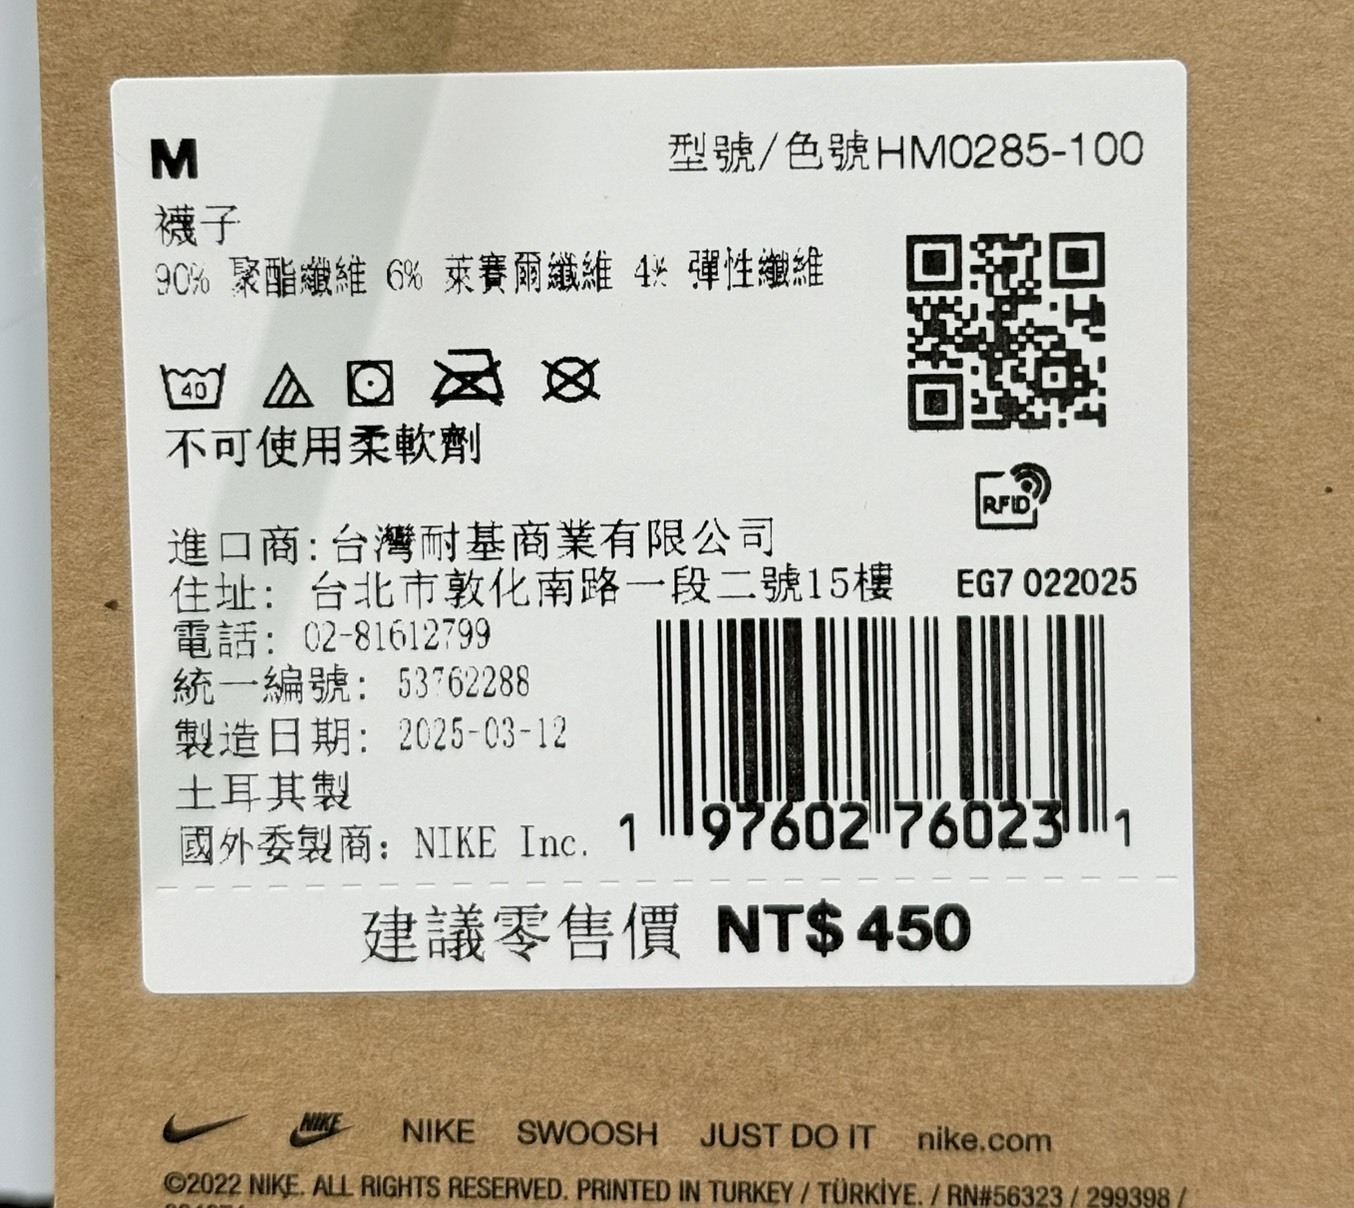 M
型號/色號HM0285-100
襪子
90% 聚酯纖維 6% 萊賽爾纖維 4% 彈性纖維
40
不可使用柔軟劑
RFID
進口商:台灣耐基商業有限公司
住址: 台北市敦化南路一段二號15樓
EG7 022025
電話: 02-81612799
統一編號: 53762288
製造日期: 2025-03-12
土耳其製
國外委製商: NIKE Inc.
1 97602 76023 1
建議零售價 NT$450
NIKE NIKE SWOOSH JUST DO IT nike.com
©2022 NIKE. ALL RIGHTS RESERVED. PRINTED IN TURKEY / TÜRKİYE. / RN#56323 / 299398 /